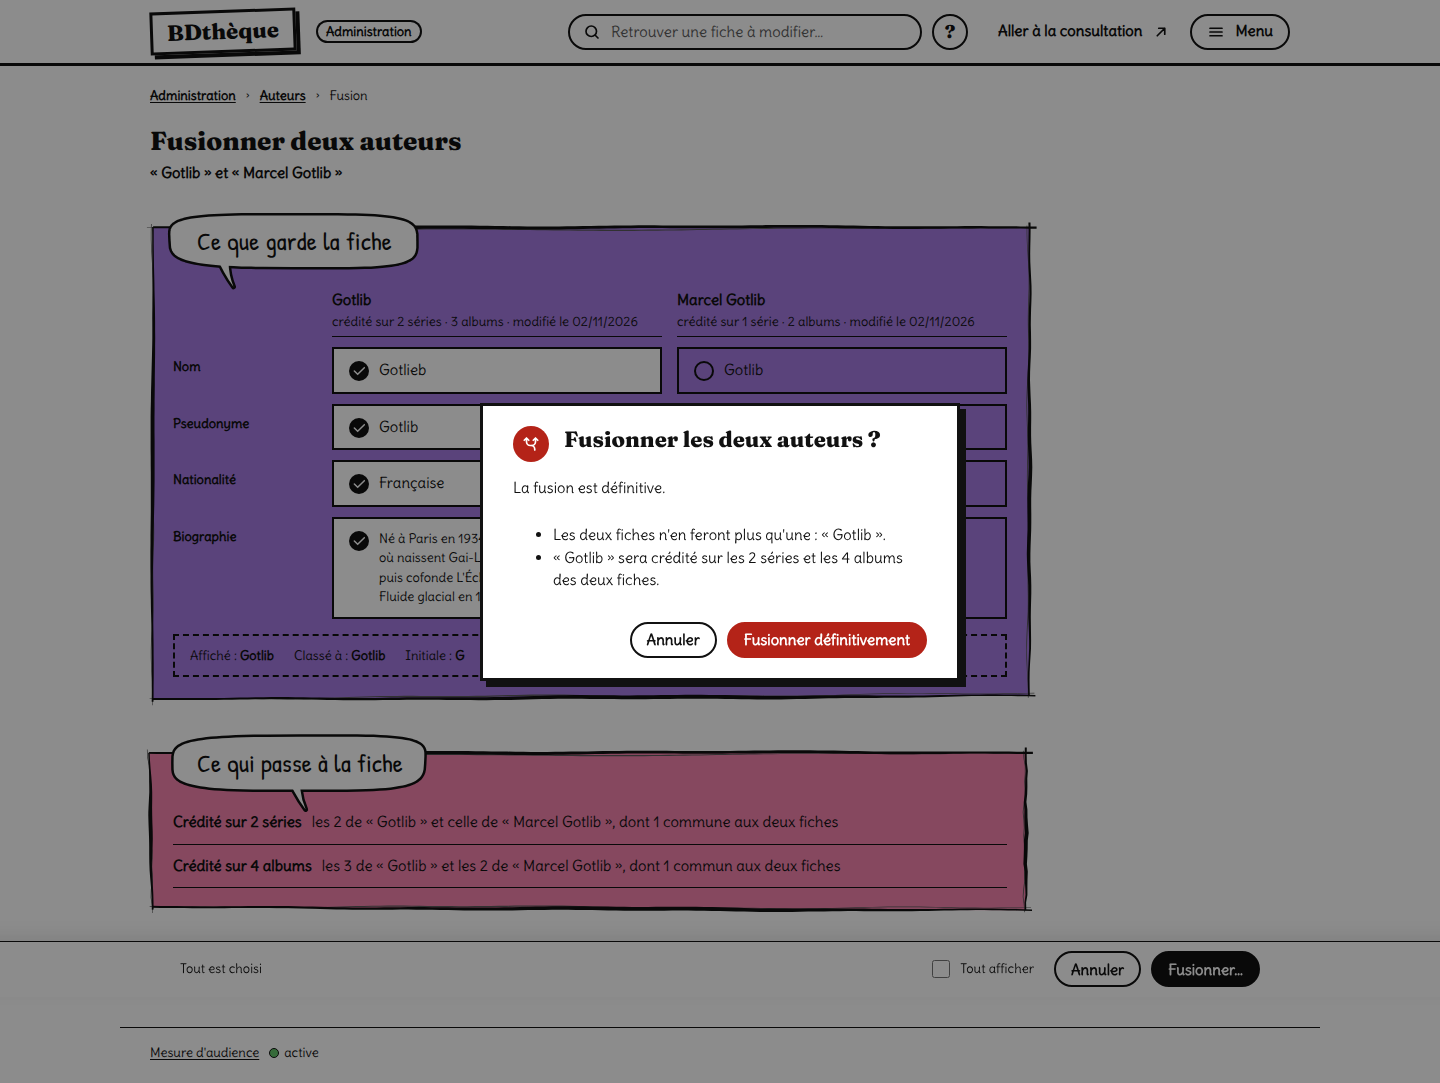 BDthèque
Administration
Retrouver une fiche à modifier...
?
Aller à la consultation
Menu
Administration › Auteurs › Fusion
Fusionner deux auteurs
« Gotlib » et « Marcel Gotlib »
Ce que garde la fiche
Gotlib
crédité sur 2 séries · 3 albums · modifié le 02/11/2026
Marcel Gotlib
crédité sur 1 série · 2 albums · modifié le 02/11/2026
Nom
Gotlieb
Gotlib
Pseudonyme
Gotlib
Nationalité
Française
Biographie
Né à Paris en
où naissent Gai-L
puis cofonde
Fluide glacial en
Affiché : Gotlib
Classé à : Gotlib
Initiale : G
Fusionner les deux auteurs ?
La fusion est définitive.
• Les deux fiches n'en feront plus qu'une : « Gotlib ».
• « Gotlib » sera crédité sur les 2 séries et les 4 albums
des deux fiches.
Annuler
Fusionner définitivement
Ce qui passe à la fiche
Crédité sur 2 séries les 2 de « Gotlib » et celle de « Marcel Gotlib », dont 1 commune aux deux fiches
Crédité sur 4 albums les 3 de « Gotlib » et les 2 de « Marcel Gotlib », dont 1 commun aux deux fiches
Tout est choisi
Tout afficher
Annuler
Fusionner...
Mesure d'audience
active